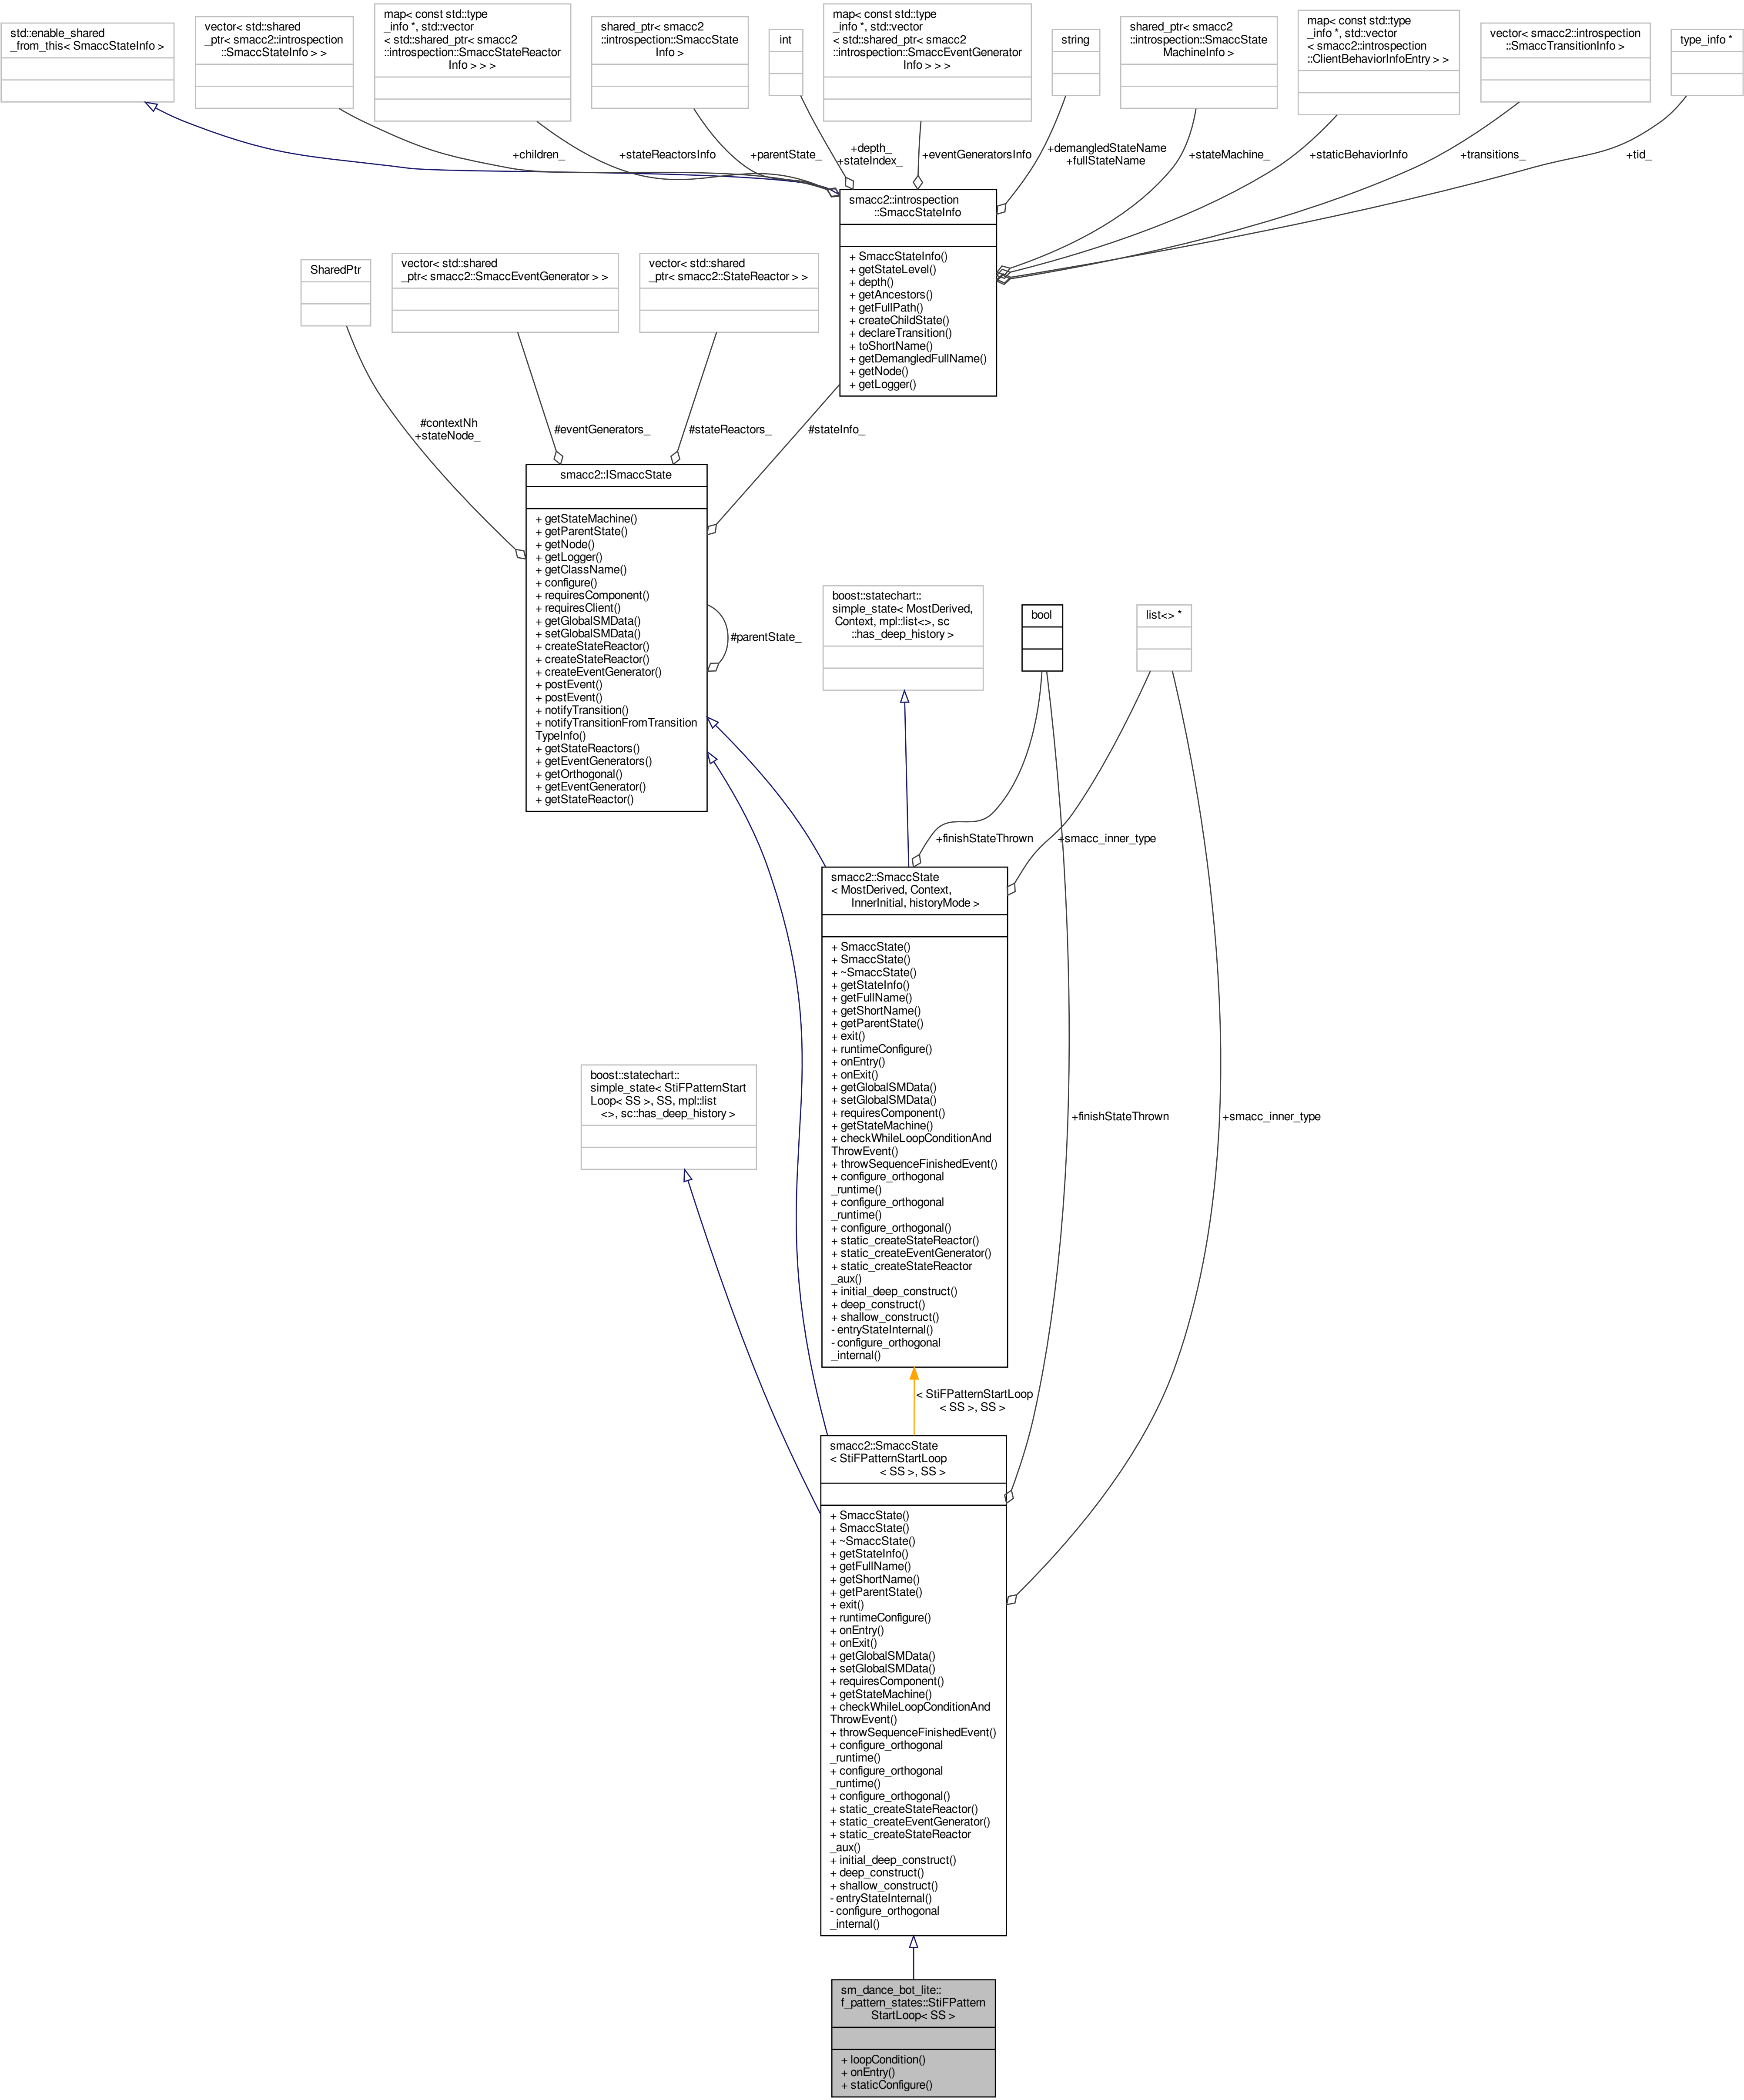 std::enable_shared
_from_this< SmaccStateInfo >
vector< std::shared
_ptr< smacc2::introspection
::SmaccStateInfo > >
map< const std::type
_info *, std::vector
< std::shared_ptr< smacc2
::introspection::SmaccStateReactor
Info > > >
shared_ptr< smacc2
::introspection::SmaccState
Info >
int
map< const std::type
_info *, std::vector
< std::shared_ptr< smacc2
::introspection::SmaccEventGenerator
Info > > >
string
shared_ptr< smacc2
::introspection::SmaccState
MachineInfo >
map< const std::type
_info *, std::vector
< smacc2::introspection
::ClientBehaviorInfoEntry > >
vector< smacc2::introspection
::SmaccTransitionInfo >
type_info *
+children_
+stateReactorsInfo
+parentState_
+depth_
+stateIndex_
+eventGeneratorsInfo
+demangledStateName
+fullStateName
+stateMachine_
+staticBehaviorInfo
+transitions_
+tid_
smacc2::introspection
::SmaccStateInfo
+ SmaccStateInfo()
+ getStateLevel()
+ depth()
+ getAncestors()
+ getFullPath()
+ createChildState()
+ declareTransition()
+ toShortName()
+ getDemangledFullName()
+ getNode()
+ getLogger()
SharedPtr
vector< std::shared
_ptr< smacc2::SmaccEventGenerator > >
vector< std::shared
_ptr< smacc2::StateReactor > >
#contextNh
+stateNode_
#eventGenerators_
#stateReactors_
#stateInfo_
smacc2::ISmaccState
+ getStateMachine()
+ getParentState()
+ getNode()
+ getLogger()
+ getClassName()
+ configure()
+ requiresComponent()
+ requiresClient()
+ getGlobalSMData()
+ setGlobalSMData()
+ createStateReactor()
+ createStateReactor()
+ createEventGenerator()
+ postEvent()
+ postEvent()
+ notifyTransition()
+ notifyTransitionFromTransition
TypeInfo()
+ getStateReactors()
+ getEventGenerators()
+ getOrthogonal()
+ getEventGenerator()
+ getStateReactor()
#parentState_
boost::statechart::
simple_state< MostDerived,
Context, mpl::list<>, sc
::has_deep_history >
bool
list<> *
+finishStateThrown
+smacc_inner_type
smacc2::SmaccState
< MostDerived, Context,
InnerInitial, historyMode >
+ SmaccState()
+ SmaccState()
+ ~SmaccState()
+ getStateInfo()
+ getFullName()
+ getShortName()
+ getParentState()
+ exit()
+ runtimeConfigure()
+ onEntry()
+ onExit()
+ getGlobalSMData()
+ setGlobalSMData()
+ requiresComponent()
+ getStateMachine()
+ checkWhileLoopConditionAnd
ThrowEvent()
+ throwSequenceFinishedEvent()
+ configure_orthogonal
_runtime()
+ configure_orthogonal
_runtime()
+ configure_orthogonal()
+ static_createStateReactor()
+ static_createEventGenerator()
+ static_createStateReactor
_aux()
+ initial_deep_construct()
+ deep_construct()
+ shallow_construct()
- entryStateInternal()
- configure_orthogonal
_internal()
boost::statechart::
simple_state< StiFPatternStart
Loop< SS >, SS, mpl::list
<>, sc::has_deep_history >
+finishStateThrown
+smacc_inner_type
< StiFPatternStartLoop
< SS >, SS >
smacc2::SmaccState
< StiFPatternStartLoop
< SS >, SS >
+ SmaccState()
+ SmaccState()
+ ~SmaccState()
+ getStateInfo()
+ getFullName()
+ getShortName()
+ getParentState()
+ exit()
+ runtimeConfigure()
+ onEntry()
+ onExit()
+ getGlobalSMData()
+ setGlobalSMData()
+ requiresComponent()
+ getStateMachine()
+ checkWhileLoopConditionAnd
ThrowEvent()
+ throwSequenceFinishedEvent()
+ configure_orthogonal
_runtime()
+ configure_orthogonal
_runtime()
+ configure_orthogonal()
+ static_createStateReactor()
+ static_createEventGenerator()
+ static_createStateReactor
_aux()
+ initial_deep_construct()
+ deep_construct()
+ shallow_construct()
- entryStateInternal()
- configure_orthogonal
_internal()
sm_dance_bot_lite::
f_pattern_states::StiFPattern
StartLoop< SS >
+ loopCondition()
+ onEntry()
+ staticConfigure()